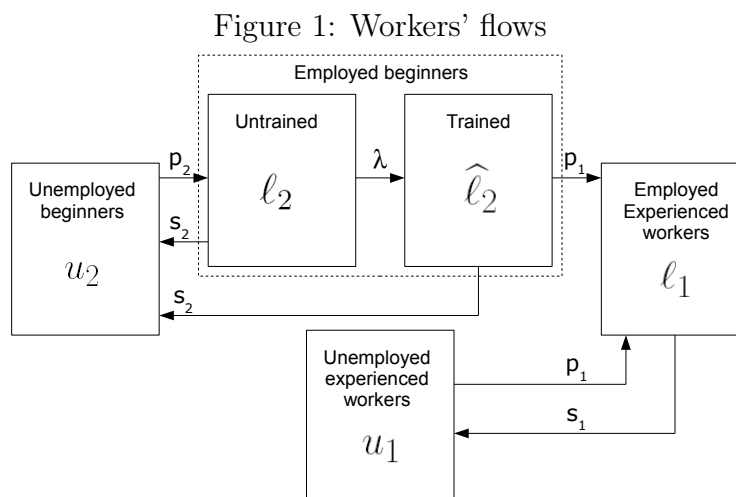 Figure 1: Workers' flows
Employed beginners
Untrained
Trained
p₂
λ
p₁
Unemployed
beginners
u₂
ℓ₂
ℓ̂₂
Employed
Experienced
workers
ℓ₁
s₂
s₂
Unemployed
experienced
workers
u₁
p₁
s₁